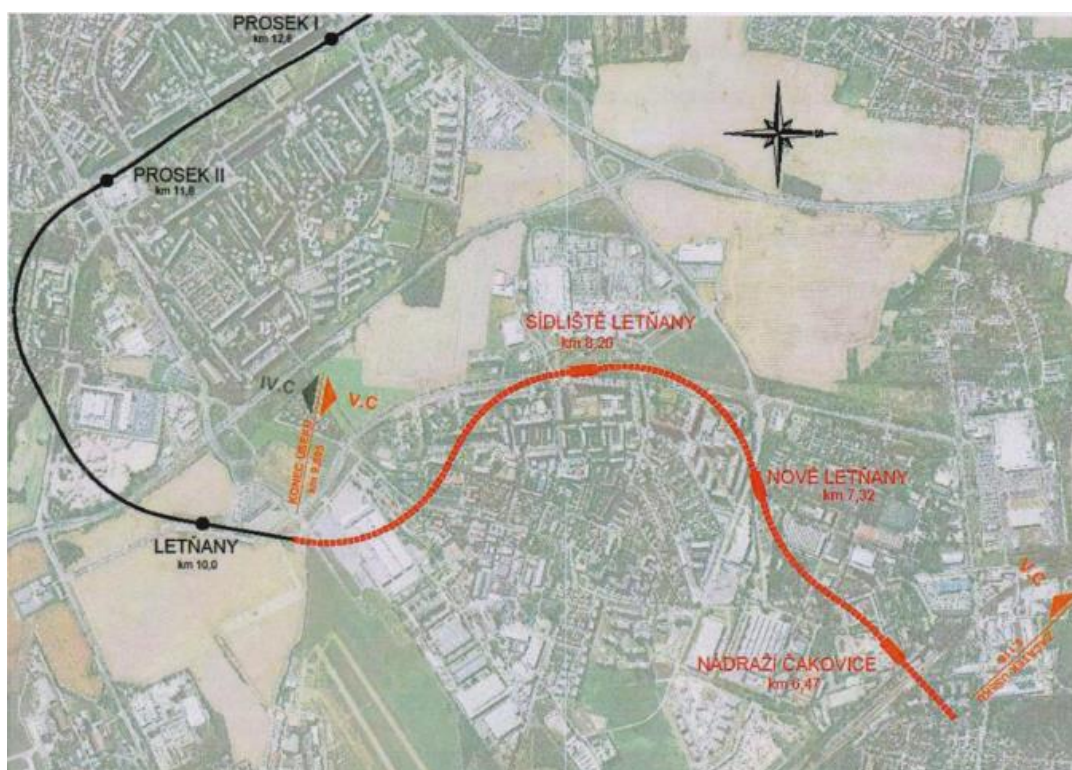 PROSEK I
km 12,6
PROSEK II
km 11,8
SÍDLIŠTĚ LETŇANY
km 8,20
IV.C
V.C
KONEC ÚSEKU
NOVÉ LETŇANY
km 7,32
LETŇANY
km 10,0
V.C
NÁDRAŽÍ ČAKOVICE
km 6,47